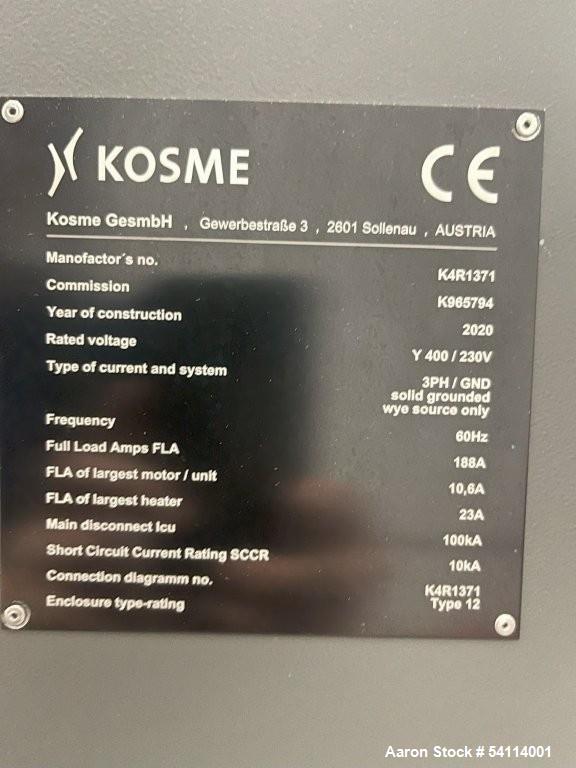 KOSME CE
Kosme GesmbH , Gewerbestraße 3 , 2601 Sollenau , AUSTRIA
Manofactor´s no. K4R1371
Commission K965794
Year of construction 2020
Rated voltage Y 400 / 230V
Type of current and system 3PH / GND
solid grounded
wye source only
Frequency 60Hz
Full Load Amps FLA 188A
FLA of largest motor / unit 10,6A
FLA of largest heater 23A
Main disconnect Icu 100kA
Short Circuit Current Rating SCCR 10kA
Connection diagramm no. K4R1371
Enclosure type-rating Type 12
Aaron Stock # 54114001